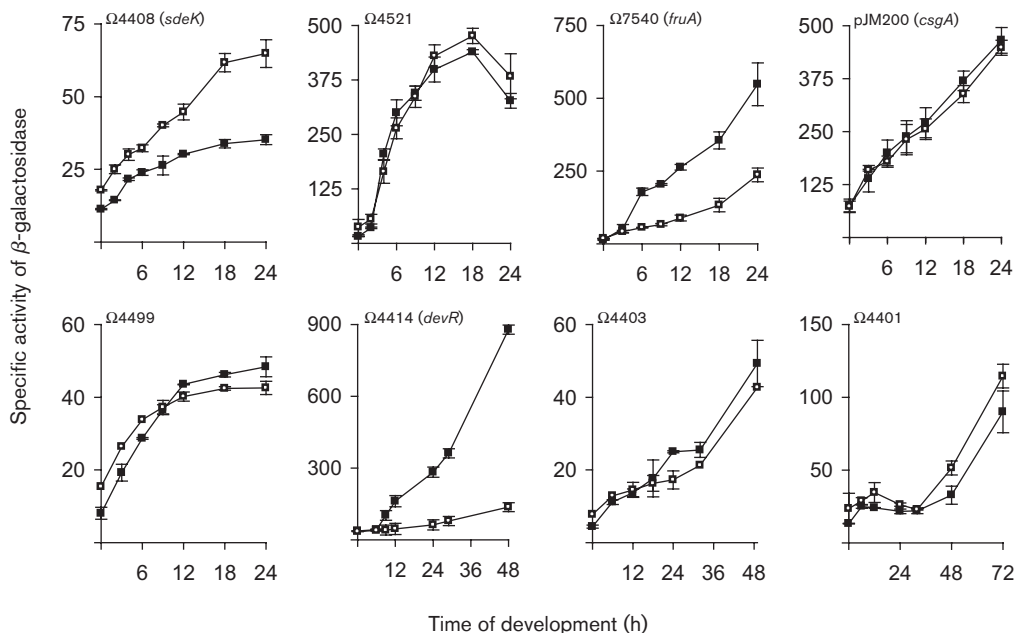 Specific activity of β-galactosidase
Ω4408 (sdeK)
75
50
25
6 12 18 24
Ω4521
500
375
250
125
6 12 18 24
Ω7540 (fruA)
750
500
250
6 12 18 24
pJM200 (csgA)
500
375
250
125
6 12 18 24
Ω4499
60
40
20
6 12 18 24
Ω4414 (devR)
900
600
300
12 24 36 48
Ω4403
60
40
20
12 24 36 48
Ω4401
150
100
50
24 48 72
Time of development (h)